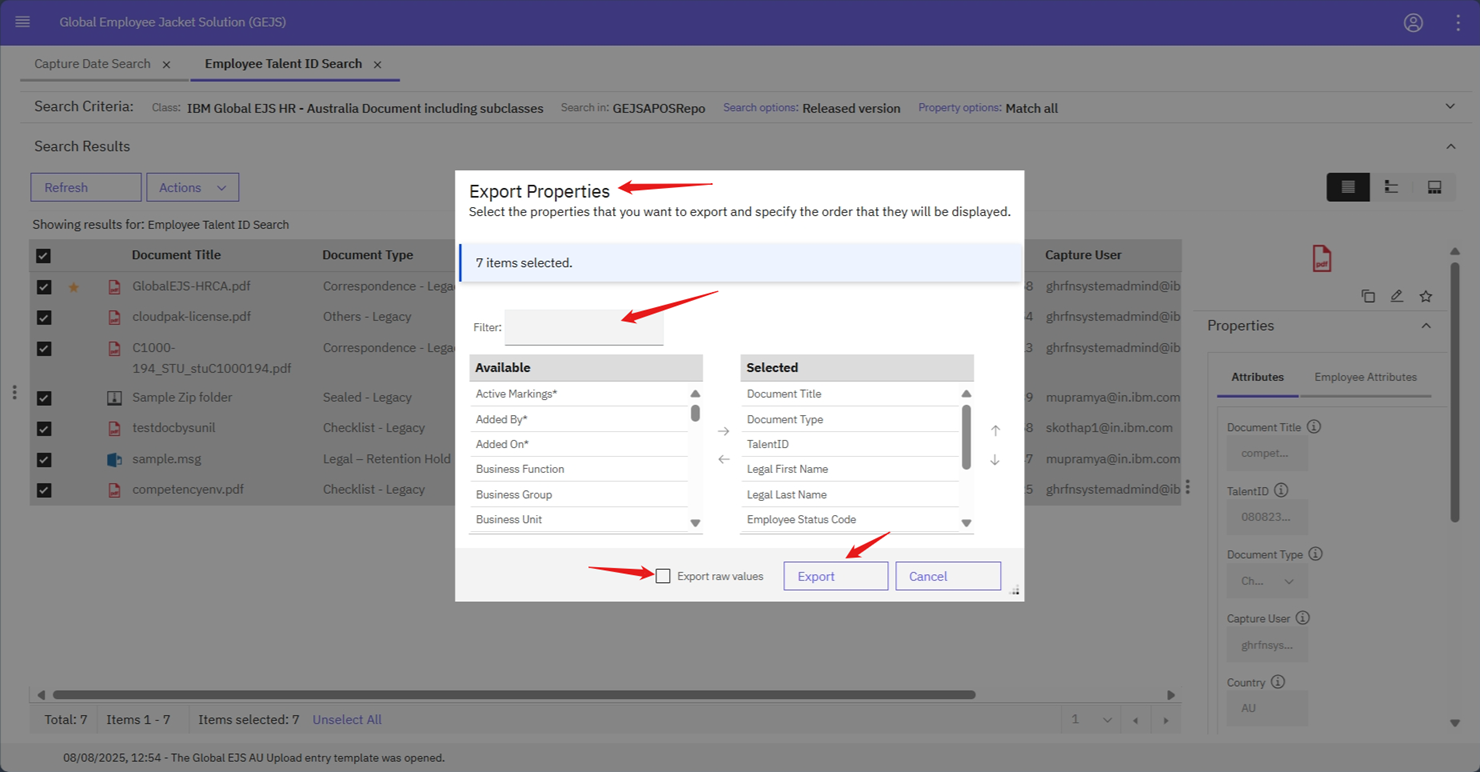 Global Employee Jacket Solution (GEJS)
Capture Date Search ×
Employee Talent ID Search ×
Search Criteria: Class: IBM Global EJS HR - Australia Document including subclasses Search in: GEJSAPOSRepo Search options: Released version Property options: Match all
Search Results
Refresh
Actions
Showing results for: Employee Talent ID Search
Document Title Document Type Capture User
GlobalEJS-HRCA.pdf Correspondence - Lega 8 ghrfnsystemadmind@ib
cloudpak-license.pdf Others - Legacy 4 ghrfnsystemadmind@ib
C1000- Correspondence - Lega 3 ghrfnsystemadmind@ib
194_STU_stuC1000194.pdf
Sample Zip folder Sealed - Legacy 9 mupramya@in.ibm.com
testdocbysunil Checklist - Legacy 8 skothap1@in.ibm.com
sample.msg Legal – Retention Hold 7 mupramya@in.ibm.com
competencyenv.pdf Checklist - Legacy 5 ghrfnsystemadmind@ib
Export Properties
Select the properties that you want to export and specify the order that they will be displayed.
7 items selected.
Filter:
Available
Active Markings*
Added By*
Added On*
Business Function
Business Group
Business Unit
Selected
Document Title
Document Type
TalentID
Legal First Name
Legal Last Name
Employee Status Code
Export raw values
Export
Cancel
pdf
Properties
Attributes
Employee Attributes
Document Title
compet...
TalentID
080823...
Document Type
Ch...
Capture User
ghrfnsys...
Country
AU
Total: 7 Items 1 - 7 Items selected: 7 Unselect All 1
08/08/2025, 12:54 - The Global EJS AU Upload entry template was opened.